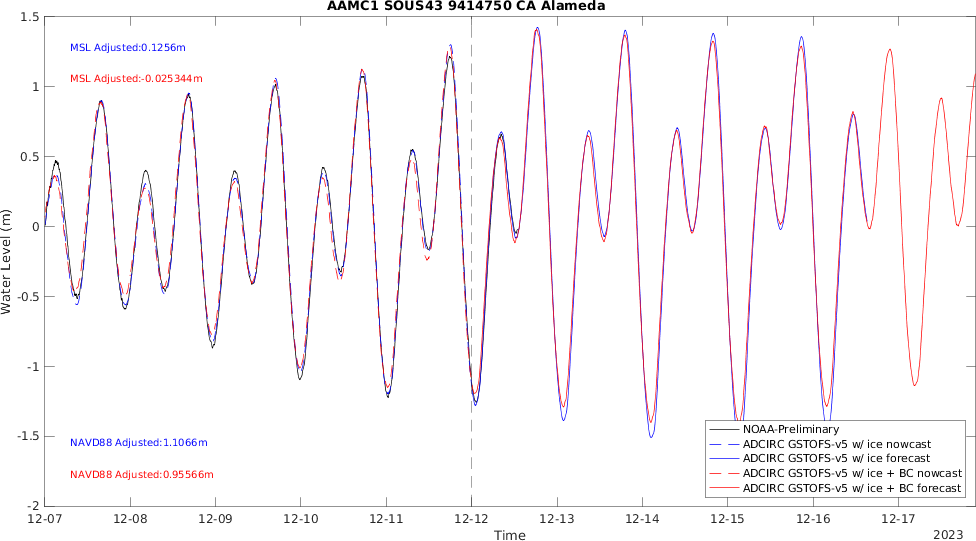 AAMC1 SOUS43 9414750 CA Alameda
1.5
MSL Adjusted:0.1256m
MSL Adjusted:-0.025344m
1
0.5
0
-0.5
-1
-1.5
-2
Water Level (m)
NAVD88 Adjusted:1.1066m
NAVD88 Adjusted:0.95566m
NOAA-Preliminary
ADCIRC GSTOFS-v5 w/ ice nowcast
ADCIRC GSTOFS-v5 w/ ice forecast
ADCIRC GSTOFS-v5 w/ ice + BC nowcast
ADCIRC GSTOFS-v5 w/ ice + BC forecast
12-07 12-08 12-09 12-10 12-11 12-12 12-13 12-14 12-15 12-16 12-17
Time
2023